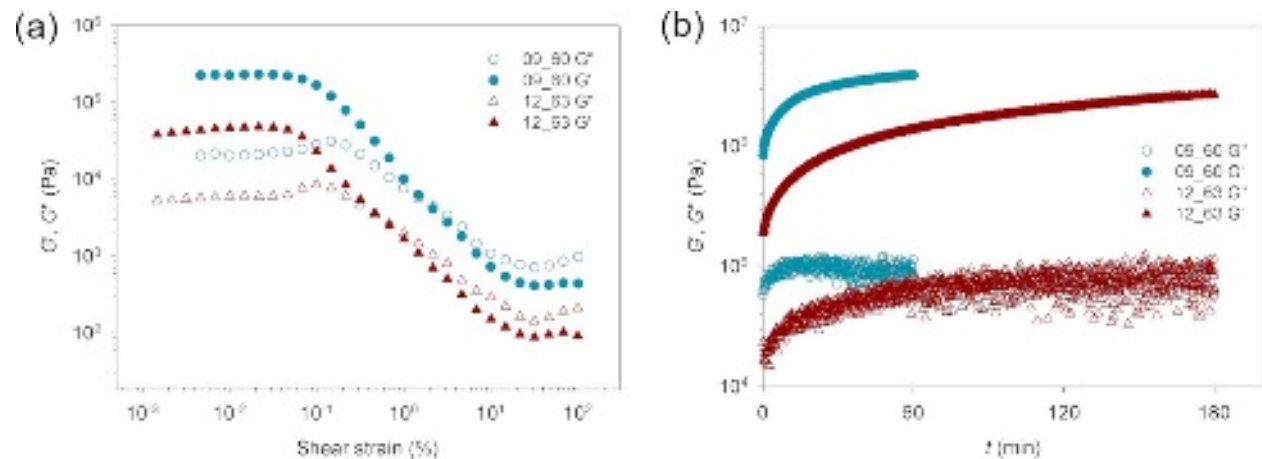 (a)
10⁶
10⁵
10⁴
10³
10²
G', G" (Pa)
09_60 G"
09_60 G'
12_63 G"
12_63 G'
10⁻³ 10⁻² 10⁻¹ 10⁰ 10¹ 10²
Shear strain (%)
(b)
10⁷
10⁶
10⁵
10⁴
G', G" (Pa)
09_60 G"
09_60 G'
12_63 G"
12_63 G'
0 60 120 180
t (min)